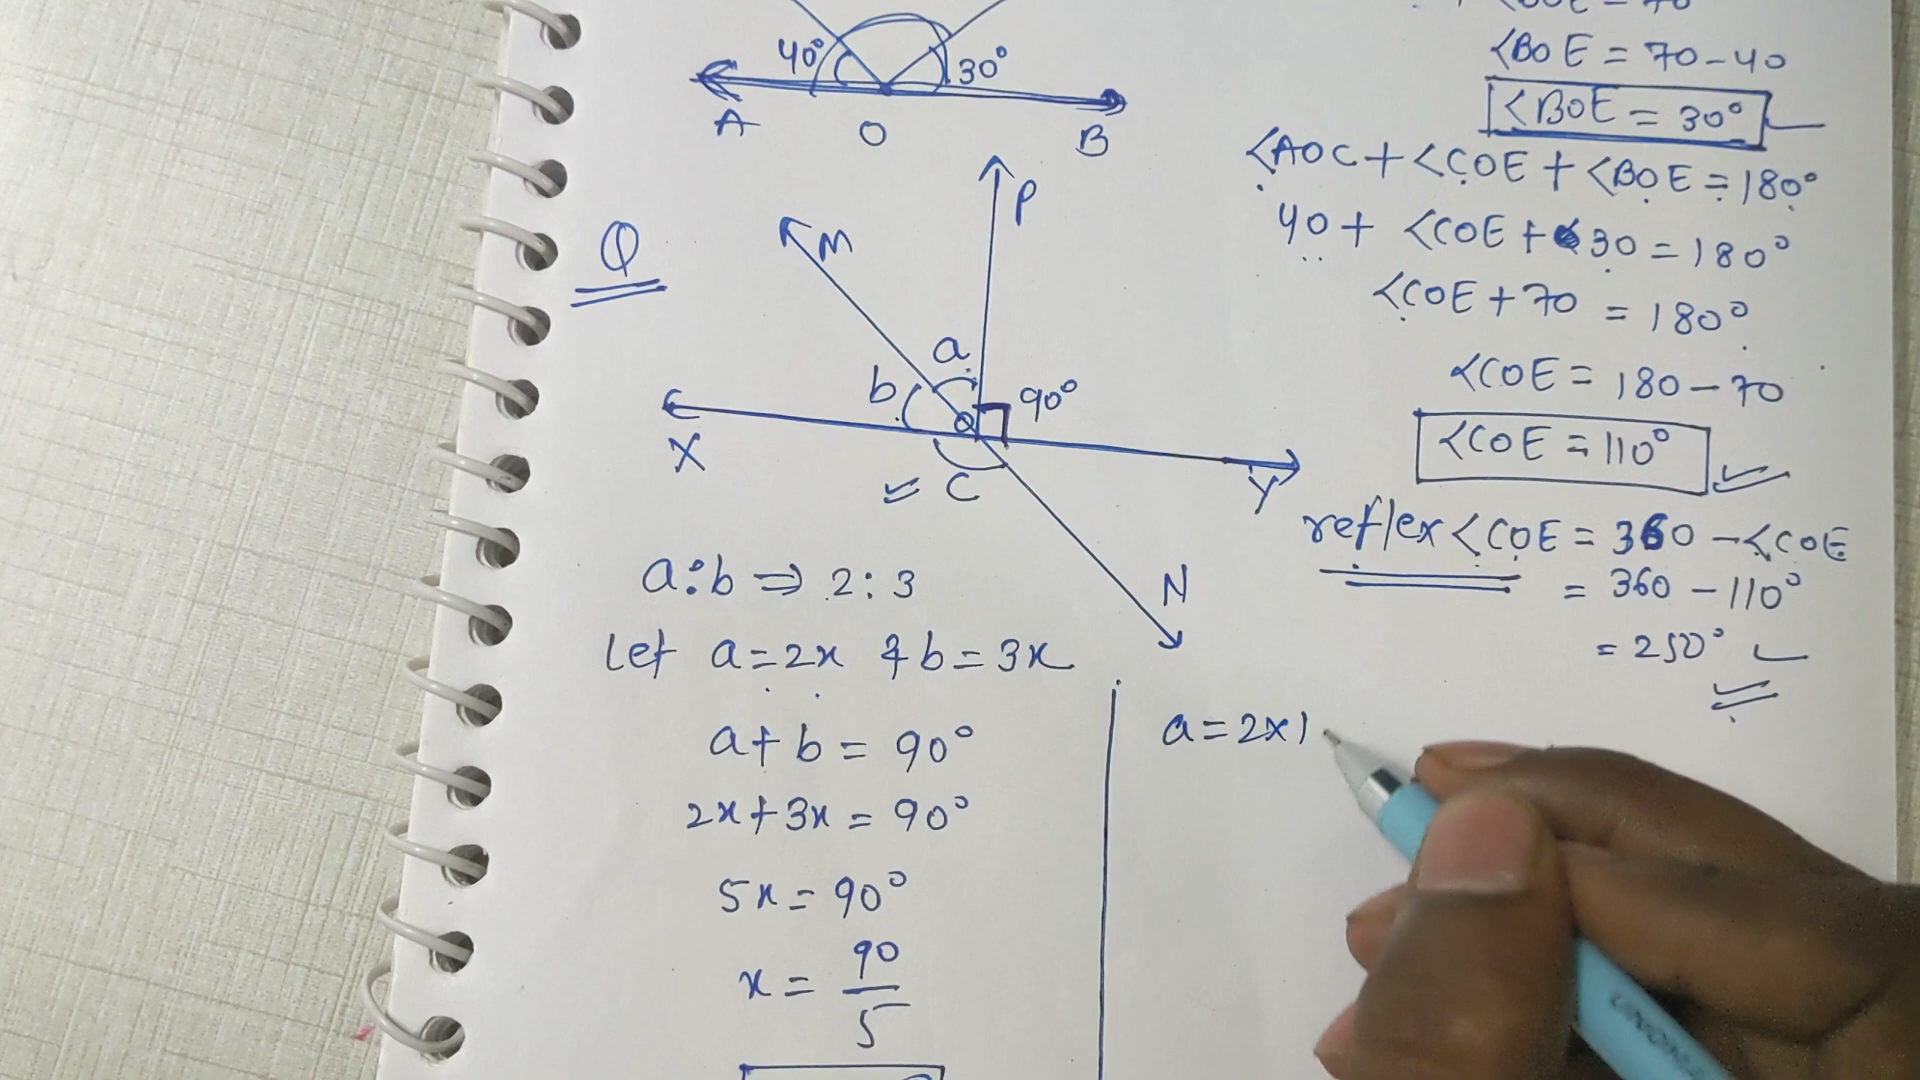 40° 30°
A O B
<BOE = 70-40
<BOE = 30°
<AOC + <COE + <BOE = 180°
40 + <COE + 30 = 180°
<COE + 70 = 180°
<COE = 180-70
<COE = 110°
reflex <COE = 360 - <COE
= 360 - 110°
= 250°
Q
M P
a
b 90°
O
X Y
C
N
a:b ⇒ 2:3
Let a=2x & b=3x
a+b = 90°
2x+3x = 90°
5x = 90°
x = 90
5
a = 2×1